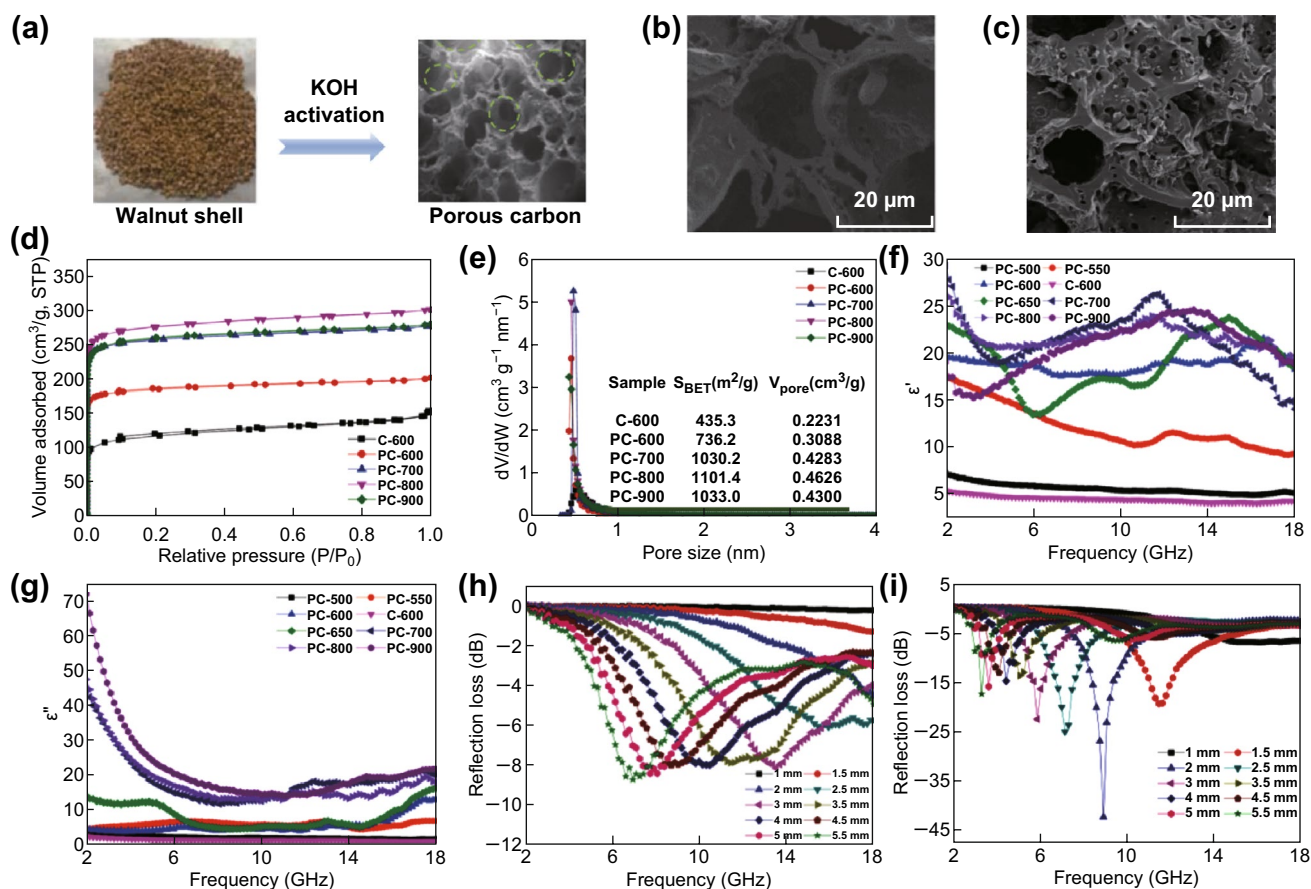 (a)
KOH
activation
Walnut shell
Porous carbon
(b)
20 µm
(c)
20 µm
(d)
Volume adsorbed (cm³/g, STP)
350
300
250
200
150
100
50
0
0.0 0.2 0.4 0.6 0.8 1.0
Relative pressure (P/P₀)
C-600
PC-600
PC-700
PC-800
PC-900
(e)
dV/dW (cm³ g⁻¹ nm⁻¹)
6
5
4
3
2
1
0
0 1 2 3 4
Pore size (nm)
C-600
PC-600
PC-700
PC-800
PC-900
Sample S_BET(m²/g) V_pore(cm³/g)
C-600 435.3 0.2231
PC-600 736.2 0.3088
PC-700 1030.2 0.4283
PC-800 1101.4 0.4626
PC-900 1033.0 0.4300
(f)
ε'
30
25
20
15
10
5
2 6 10 14 18
Frequency (GHz)
PC-500 PC-550
PC-600 C-600
PC-650 PC-700
PC-800 PC-900
(g)
ε''
70
60
50
40
30
20
10
0
2 6 10 14 18
Frequency (GHz)
PC-500 PC-550
PC-600 C-600
PC-650 PC-700
PC-800 PC-900
(h)
Reflection loss (dB)
0
−2
−4
−6
−8
−10
−12
2 6 10 14 18
Frequency (GHz)
1 mm 1.5 mm
2 mm 2.5 mm
3 mm 3.5 mm
4 mm 4.5 mm
5 mm 5.5 mm
(i)
Reflection loss (dB)
5
−5
−15
−25
−35
−45
2 6 10 14 18
Frequency (GHz)
1 mm 1.5 mm
2 mm 2.5 mm
3 mm 3.5 mm
4 mm 4.5 mm
5 mm 5.5 mm